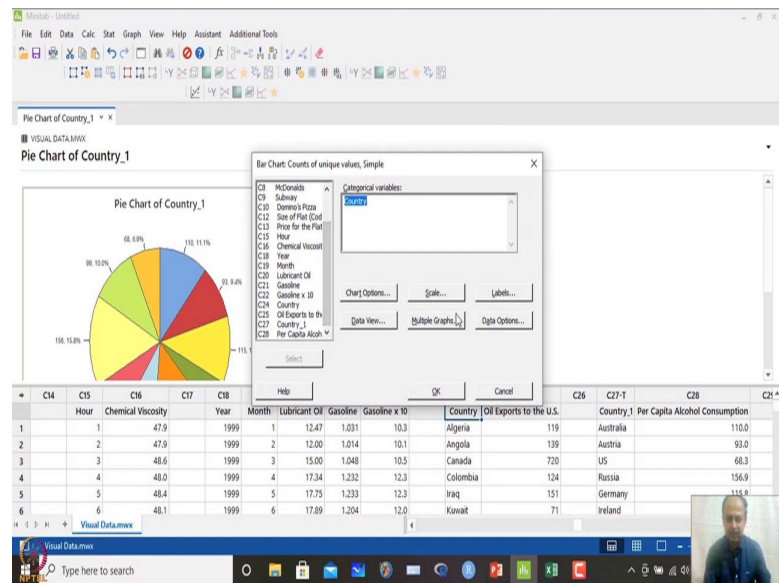 Minitab - Untitled
File Edit Data Calc Stat Graph View Help Assistant Additional Tools
Pie Chart of Country_1
VISUAL DATA.MWX
Pie Chart of Country_1
Pie Chart of Country_1
68, 6.9%
110, 11.1%
99, 10.0%
93, 9.4%
156, 15.8%
115, 1
Bar Chart: Counts of unique values, Simple
C8 McDonalds
C9 Subway
C10 Domino's Pizza
C12 Size of Flat (Cod
C13 Price for the Flat
C15 Hour
C16 Chemical Viscosit
C18 Year
C19 Month
C20 Lubricant Oil
C21 Gasoline
C22 Gasoline x 10
C24 Country
C25 Oil Exports to th
C27 Country_1
C28 Per Capita Alcoh
Categorical variables:
Country
Chart Options... Scale... Labels...
Data View... Multiple Graphs... Data Options...
Select
Help OK Cancel
C14 C15 C16 C17 C18 C26 C27-T C28 C29
Hour Chemical Viscosity Year Month Lubricant Oil Gasoline Gasoline x 10 Country Oil Exports to the U.S. Country_1 Per Capita Alcohol Consumption
1 1 47.9 1999 1 12.47 1.031 10.3 Algeria 119 Australia 110.0
2 2 47.9 1999 2 12.00 1.014 10.1 Angola 139 Austria 93.0
3 3 48.6 1999 3 15.00 1.048 10.5 Canada 720 US 68.3
4 4 48.0 1999 4 17.34 1.232 12.3 Colombia 124 Russia 156.9
5 5 48.4 1999 5 17.75 1.233 12.3 Iraq 151 Germany 115.8
6 6 48.1 1999 6 17.89 1.204 12.0 Kuwait 71 Ireland
Visual Data.mwx
Visual Data.mwx
Type here to search
NPTEL